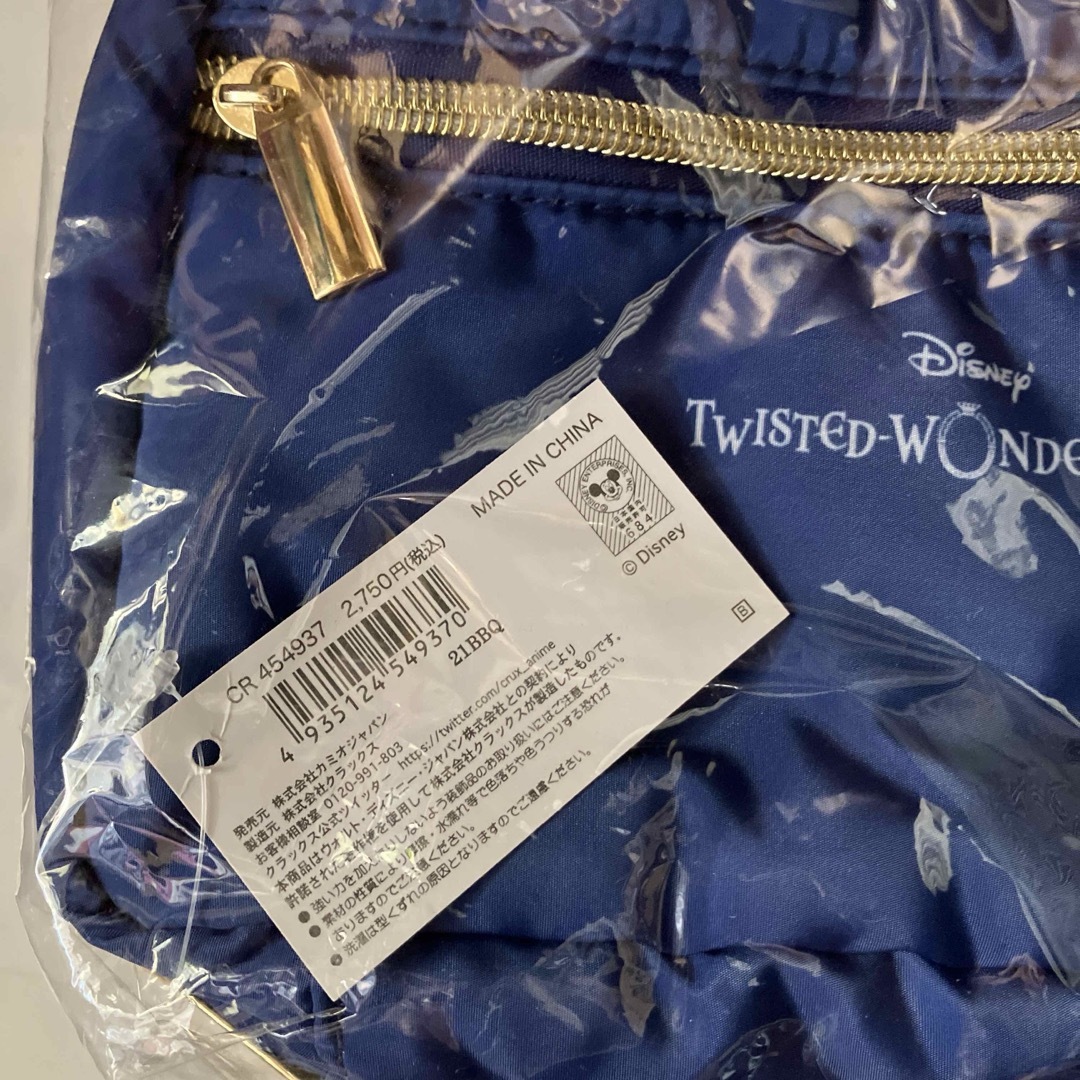 Disney
TWISTED-WONDE
MADE IN CHINA
© Disney
CR 454937 2,750円(税込)
4 935124 549370
21BBQ
B
発売元 株式会社カミオジャパン
製造元 株式会社クラックス
お客様相談室 0120-991-803
クラックス公式ツイッター https://twitter.com/crux_anime
本商品はウォルト・ディズニー・ジャパン株式会社との契約により
許諾された著作権を使用して株式会社クラックスが製造したものです。
● 強い力を加えたりしないよう装飾品のお取り扱いにはご注意ください。
● 素材の性質により摩擦・水濡れ等で色落ちや色うつりする恐れが
ありますのでご注意ください。
● 洗濯は型くずれの原因となりますのでご遠慮ください。